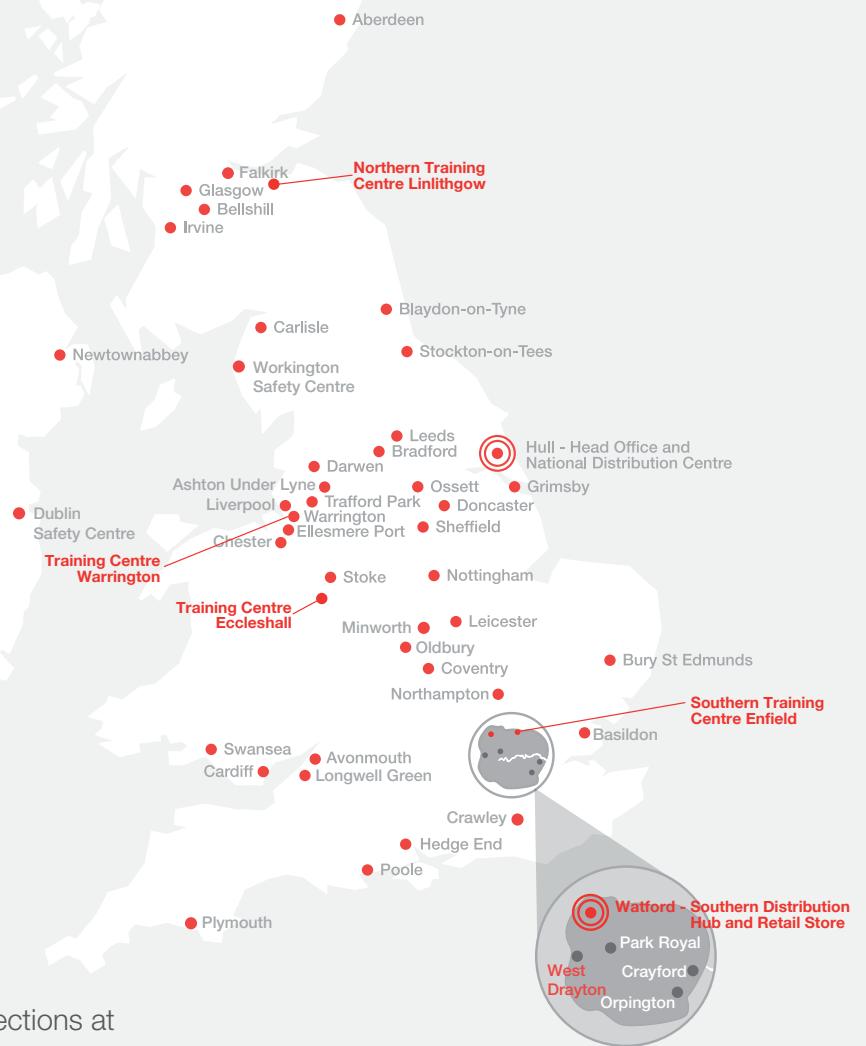 Aberdeen
Falkirk
Northern Training
Centre Linlithgow
Glasgow
Bellshill
Irvine
Blaydon-on-Tyne
Carlisle
Stockton-on-Tees
Newtownabbey
Workington
Safety Centre
Leeds
Bradford
Hull - Head Office and
National Distribution Centre
Darwen
Ashton Under Lyne
Ossett
Grimsby
Liverpool
Trafford Park
Doncaster
Dublin
Safety Centre
Warrington
Ellesmere Port
Sheffield
Chester
Training Centre
Warrington
Stoke
Nottingham
Training Centre
Eccleshall
Minworth
Leicester
Oldbury
Coventry
Bury St Edmunds
Northampton
Southern Training
Centre Enfield
Basildon
Swansea
Avonmouth
Cardiff
Longwell Green
Crawley
Hedge End
Poole
Plymouth
Watford - Southern Distribution
Hub and Retail Store
Park Royal
West
Drayton
Crayford
Orpington
ections at